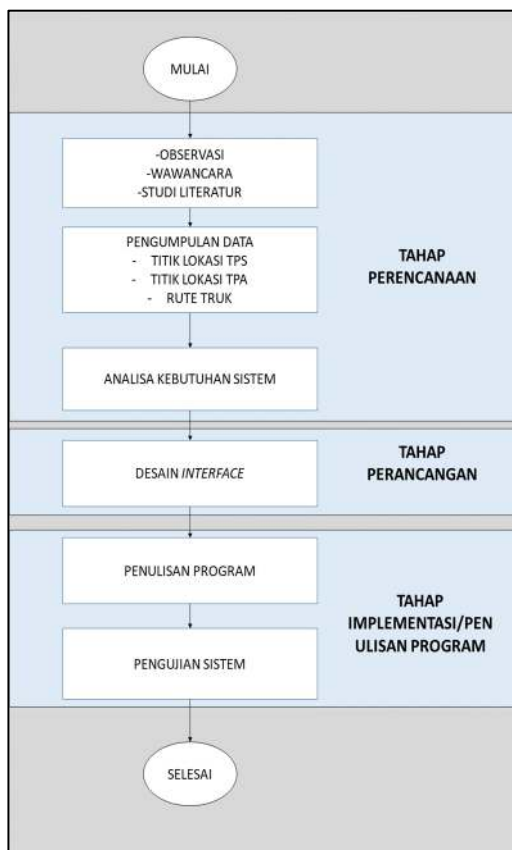 MULAI
-OBSERVASI
-WAWANCARA
-STUDI LITERATUR
PENGUMPULAN DATA
- TITIK LOKASI TPS
- TITIK LOKASI TPA
- RUTE TRUK
ANALISA KEBUTUHAN SISTEM
TAHAP
PERENCANAAN
DESAIN INTERFACE
TAHAP
PERANCANGAN
PENULISAN PROGRAM
PENGUJIAN SISTEM
TAHAP
IMPLEMENTASI/PEN
ULISAN PROGRAM
SELESAI